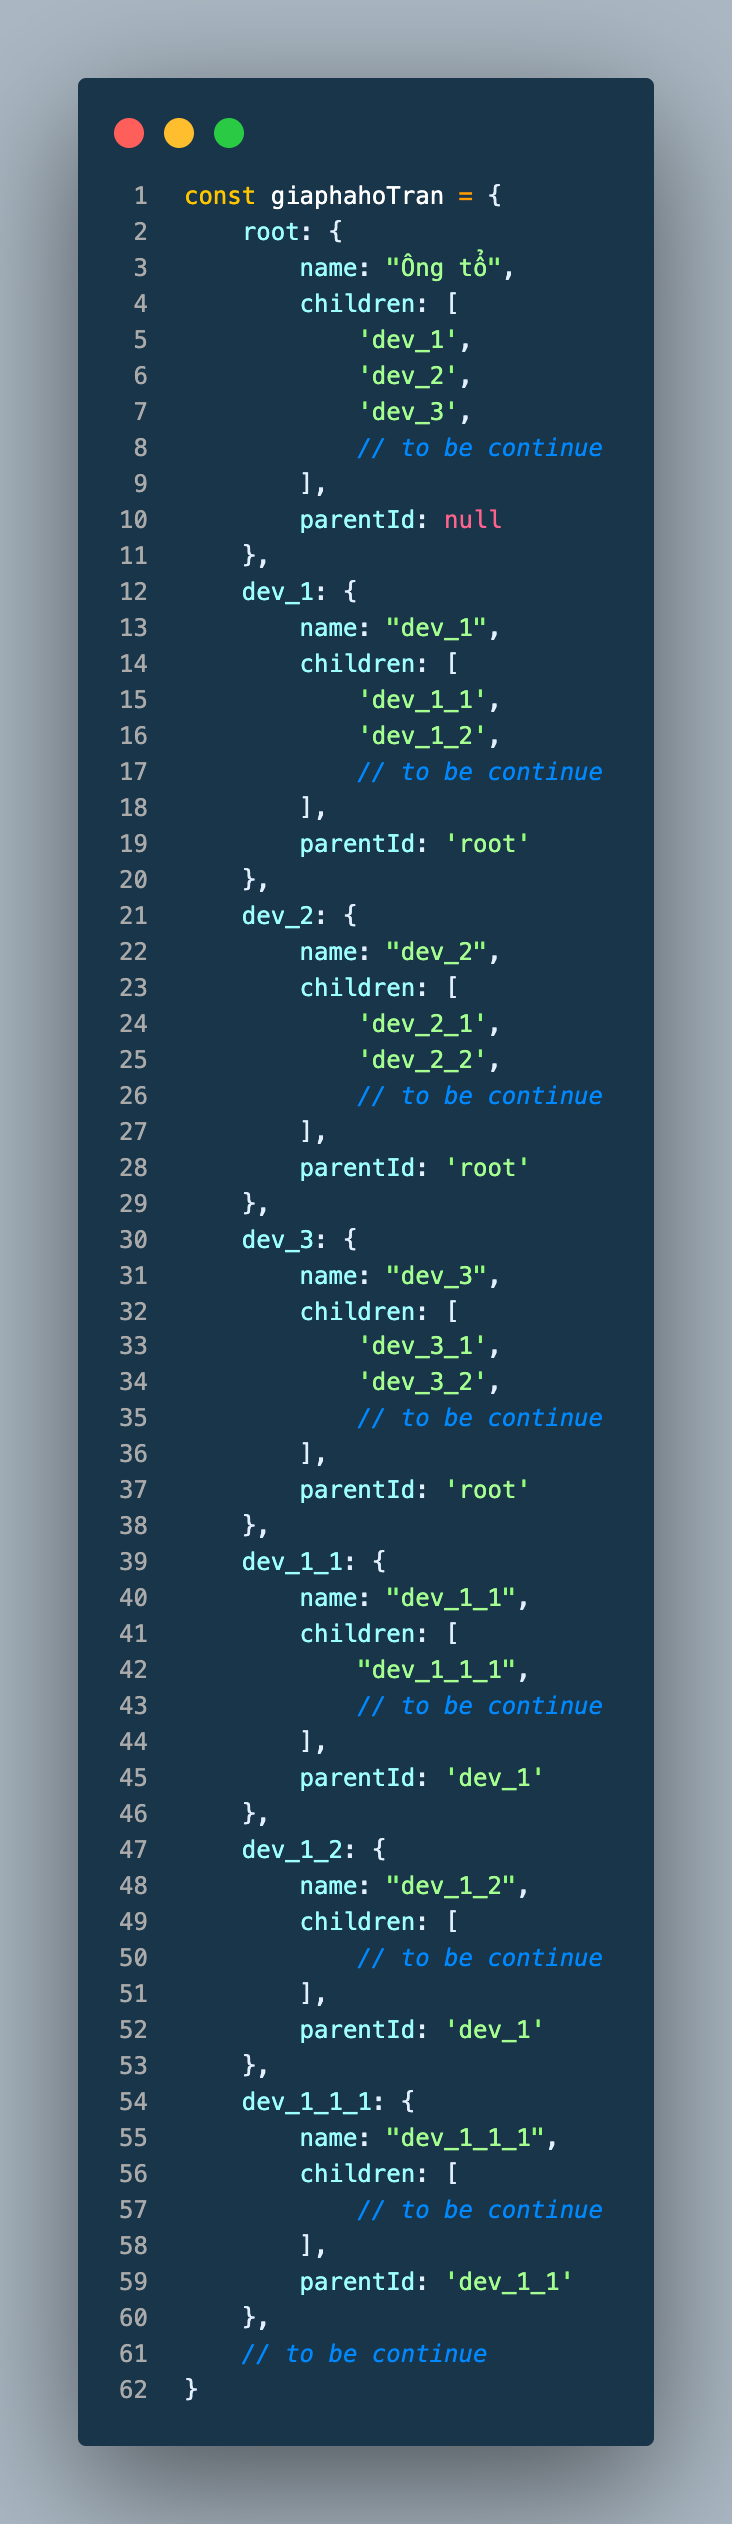 1 const giaphahoTran = {
2 root: {
3 name: "Ông tổ",
4 children: [
5 'dev_1',
6 'dev_2',
7 'dev_3',
8 // to be continue
9 ],
10 parentId: null
11 },
12 dev_1: {
13 name: "dev_1",
14 children: [
15 'dev_1_1',
16 'dev_1_2',
17 // to be continue
18 ],
19 parentId: 'root'
20 },
21 dev_2: {
22 name: "dev_2",
23 children: [
24 'dev_2_1',
25 'dev_2_2',
26 // to be continue
27 ],
28 parentId: 'root'
29 },
30 dev_3: {
31 name: "dev_3",
32 children: [
33 'dev_3_1',
34 'dev_3_2',
35 // to be continue
36 ],
37 parentId: 'root'
38 },
39 dev_1_1: {
40 name: "dev_1_1",
41 children: [
42 "dev_1_1_1",
43 // to be continue
44 ],
45 parentId: 'dev_1'
46 },
47 dev_1_2: {
48 name: "dev_1_2",
49 children: [
50 // to be continue
51 ],
52 parentId: 'dev_1'
53 },
54 dev_1_1_1: {
55 name: "dev_1_1_1",
56 children: [
57 // to be continue
58 ],
59 parentId: 'dev_1_1'
60 },
61 // to be continue
62 }